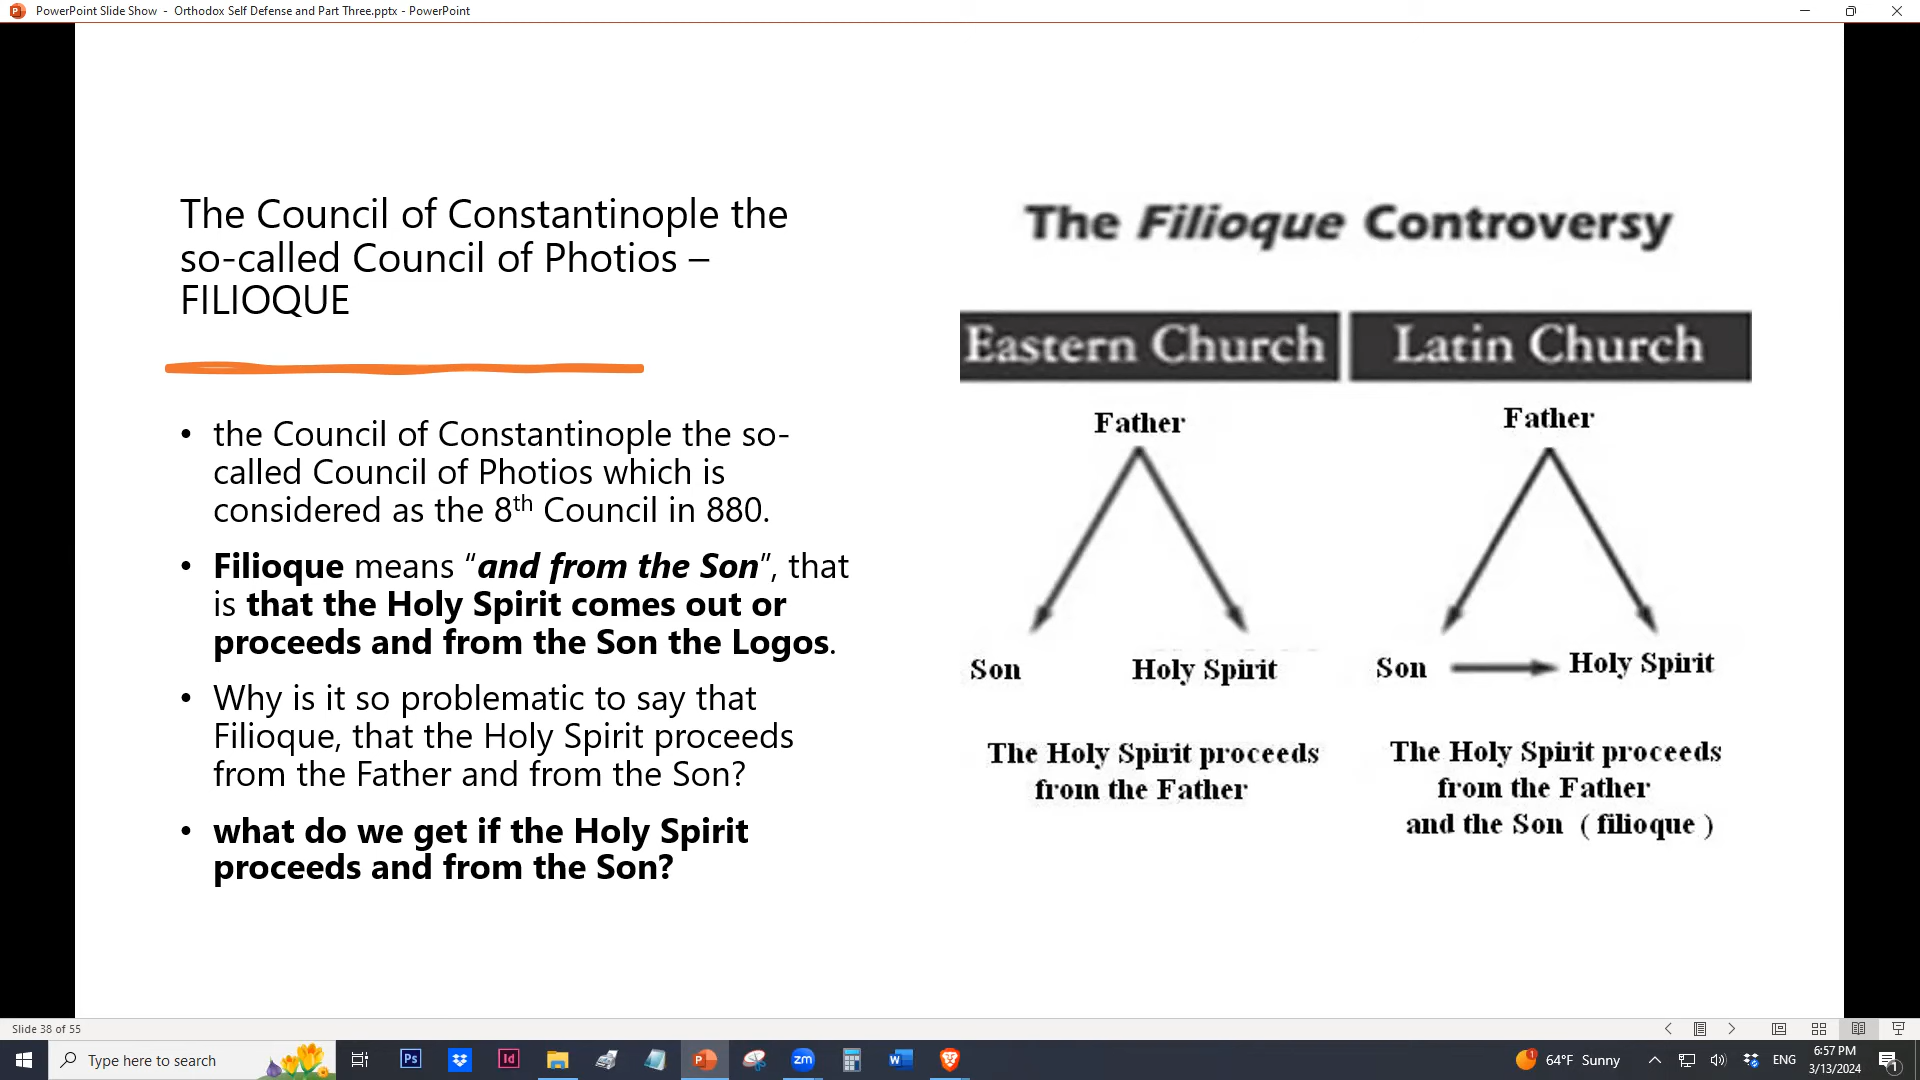 PowerPoint Slide Show - Orthodox Self Defense and Part Three.pptx - PowerPoint
The Council of Constantinople the
so-called Council of Photios –
FILIOQUE
• the Council of Constantinople the so-
called Council of Photios which is
considered as the 8th Council in 880.
• Filioque means “and from the Son”, that
is that the Holy Spirit comes out or
proceeds and from the Son the Logos.
• Why is it so problematic to say that
Filioque, that the Holy Spirit proceeds
from the Father and from the Son?
• what do we get if the Holy Spirit
proceeds and from the Son?
The Filioque Controversy
Eastern Church
Father
Son Holy Spirit
The Holy Spirit proceeds
from the Father
Latin Church
Father
Son Holy Spirit
The Holy Spirit proceeds
from the Father
and the Son ( filioque )
Slide 38 of 55
Type here to search
Ps
Id
P
zm
W
1
64°F Sunny
ENG
6:57 PM
3/13/2024
1